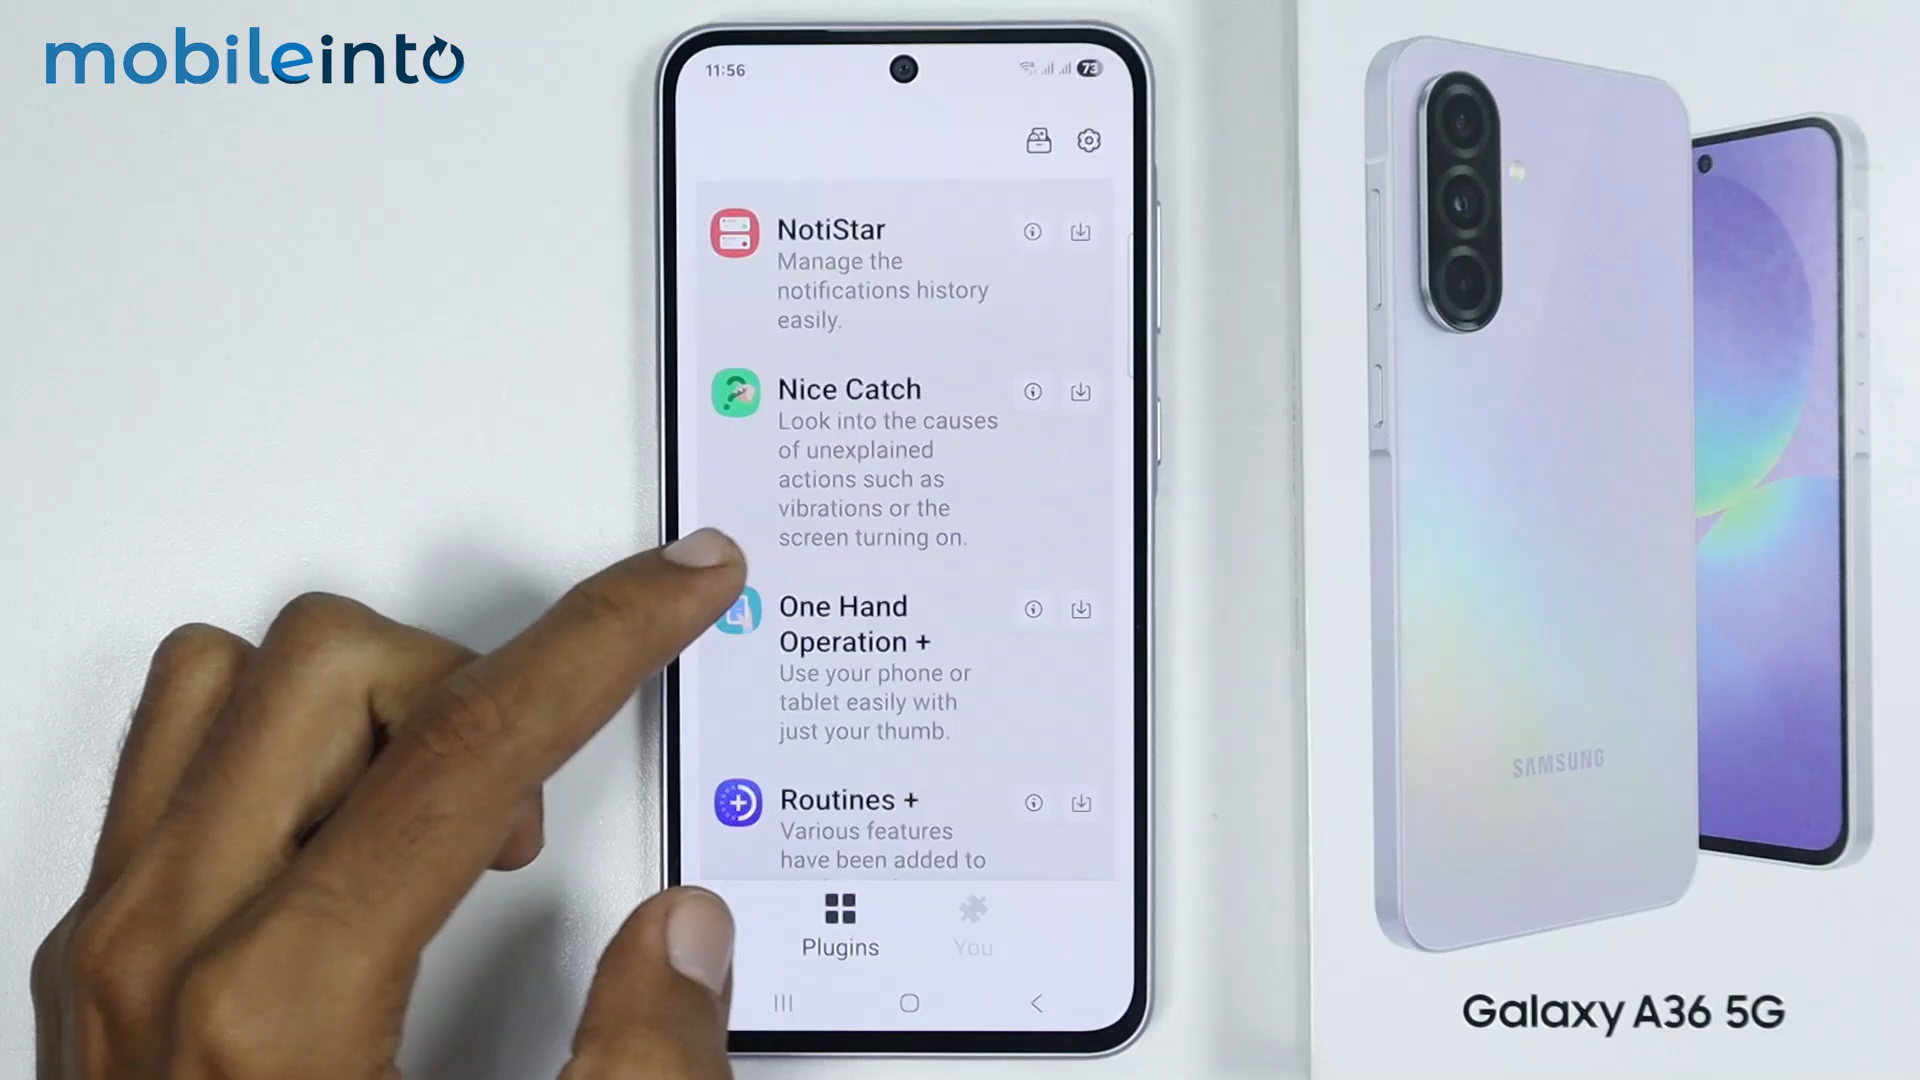 mobileinto
11:56
73
NotiStar
Manage the
notifications history
easily.
Nice Catch
Look into the causes
of unexplained
actions such as
vibrations or the
screen turning on.
One Hand
Operation +
Use your phone or
tablet easily with
just your thumb.
Routines +
Various features
have been added to
Plugins
You
SAMSUNG
Galaxy A36 5G